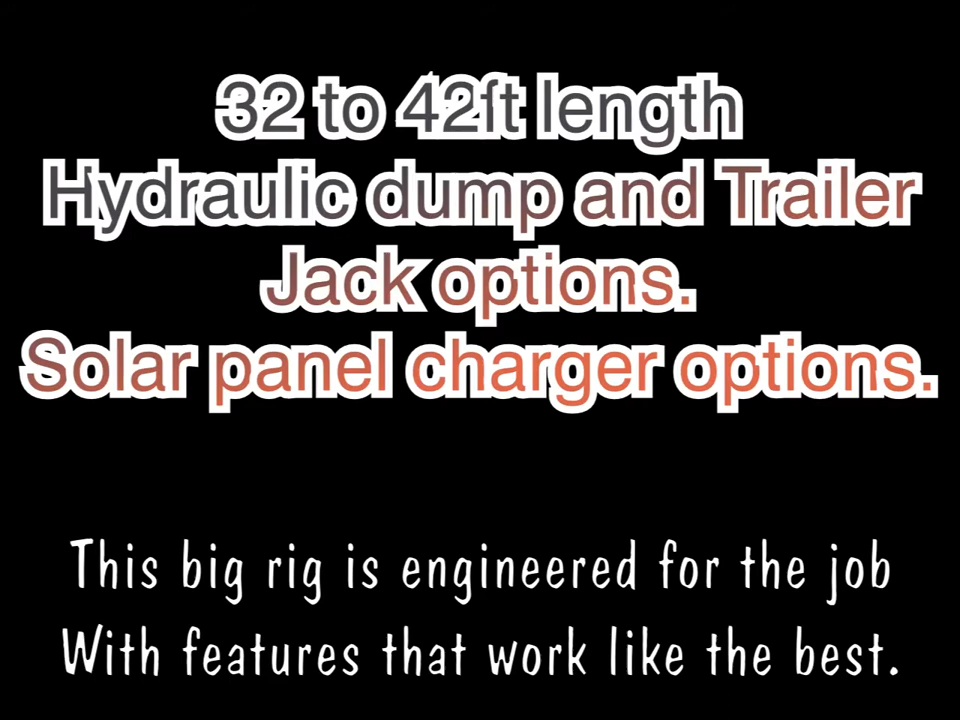 32 to 42ft length
Hydraulic dump and Trailer
Jack options.
Solar panel charger options.
This big rig is engineered for the job
With features that work like the best.